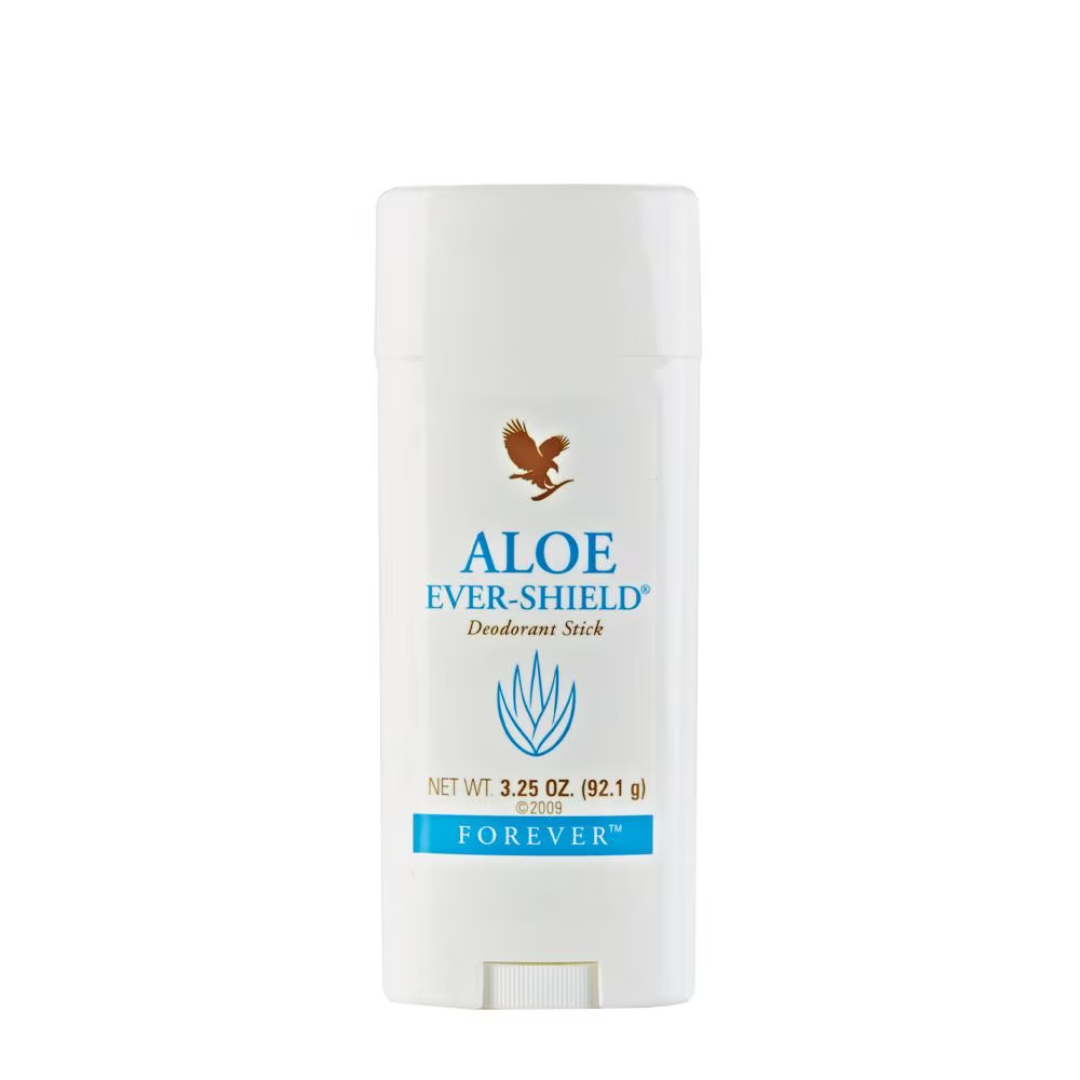 ALOE
EVER-SHIELD®
Deodorant Stick
NET WT. 3.25 OZ. (92.1 g)
©2009
FOREVER™